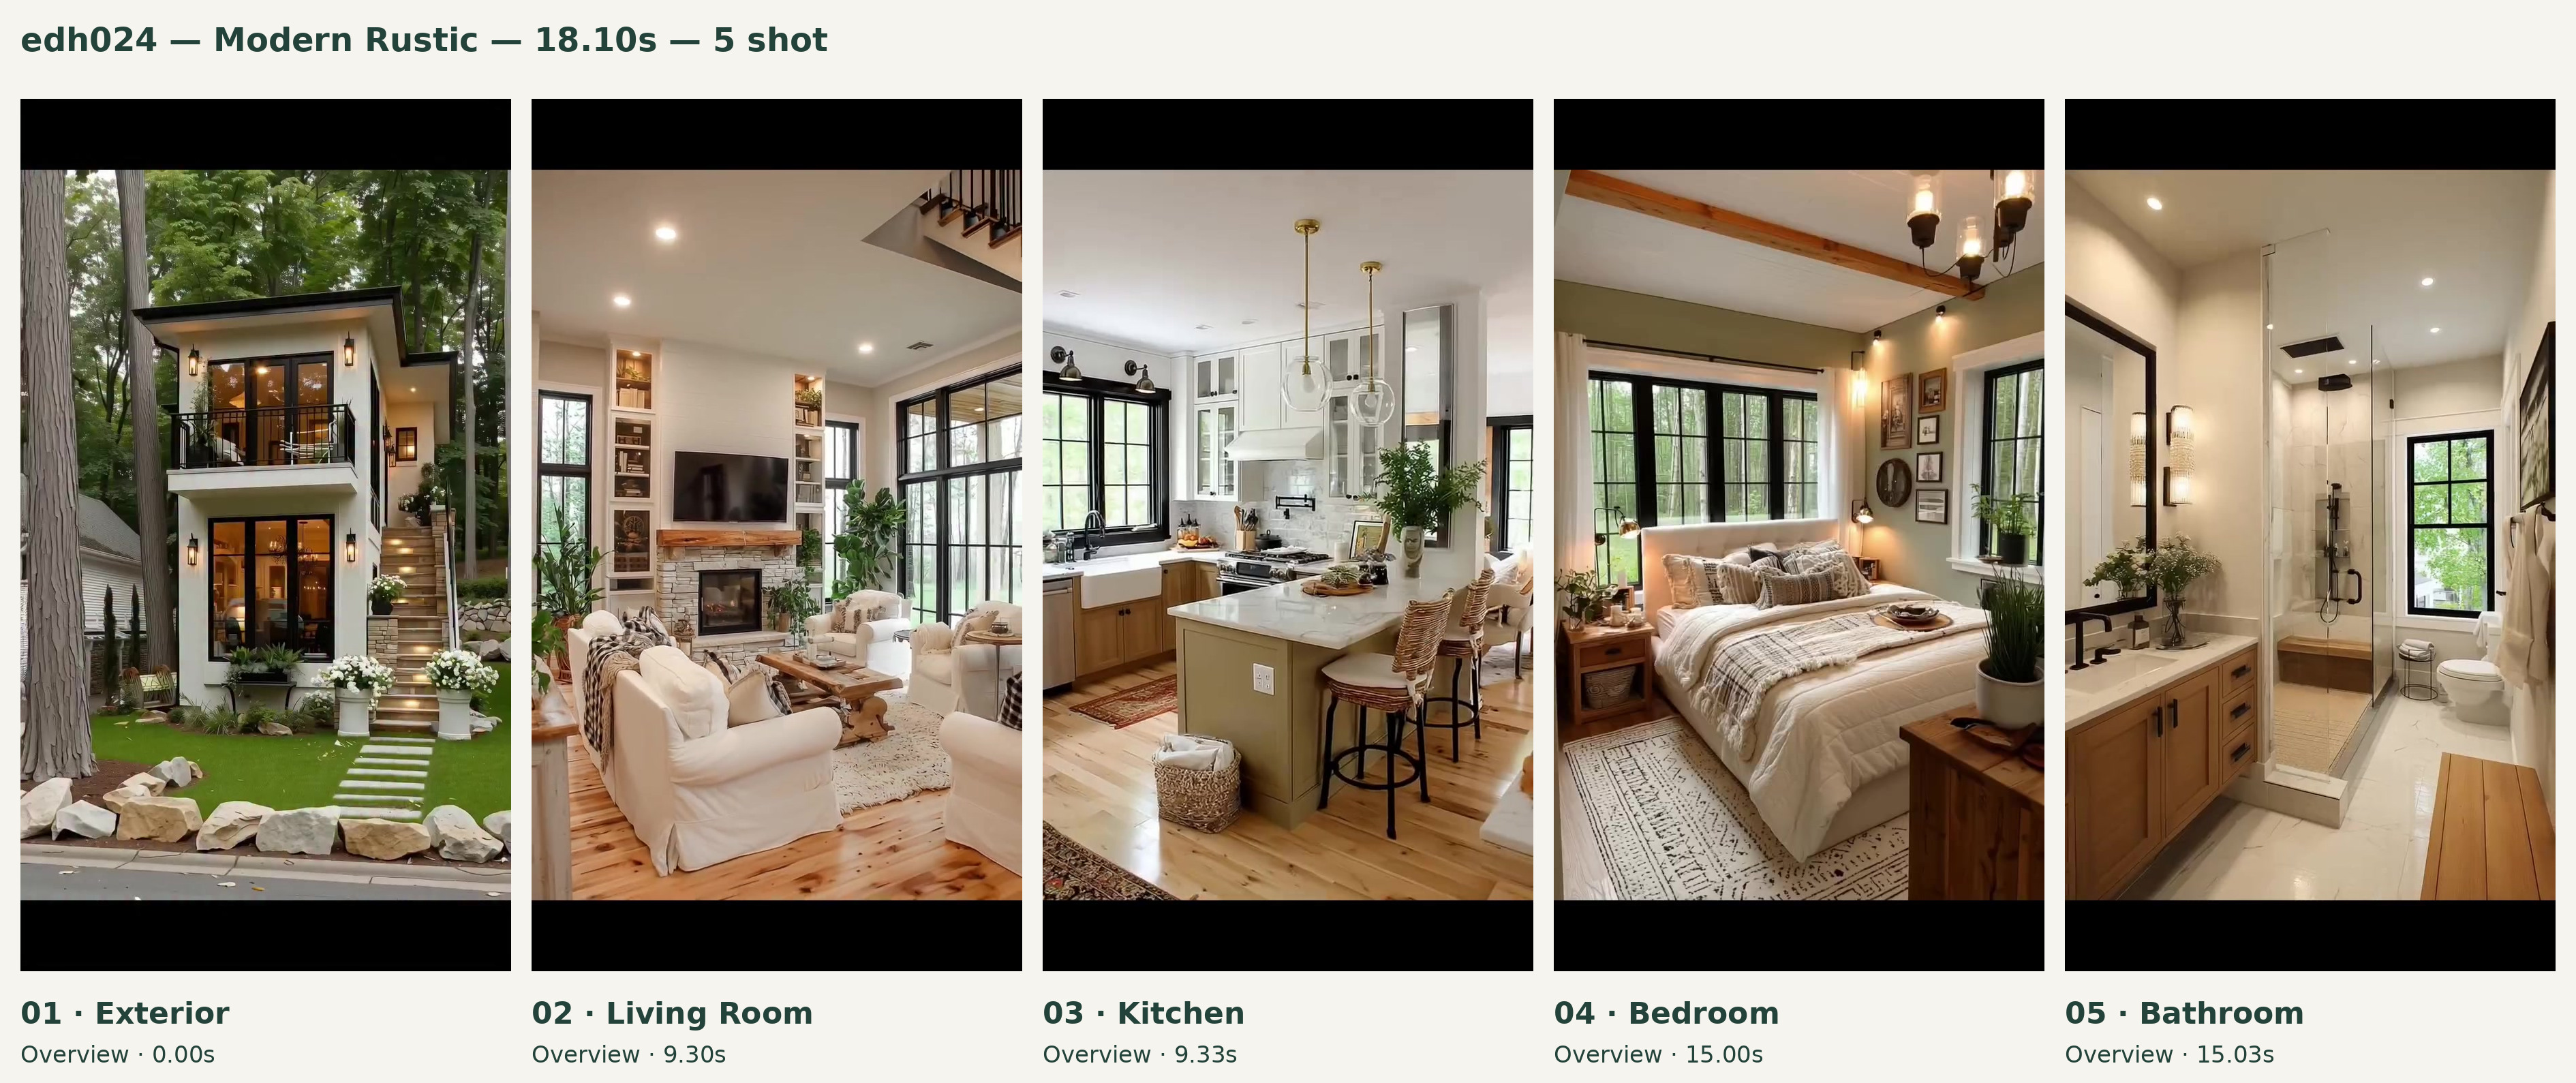 edh024 — Modern Rustic — 18.10s — 5 shot
01 · Exterior
Overview · 0.00s
02 · Living Room
Overview · 9.30s
03 · Kitchen
Overview · 9.33s
04 · Bedroom
Overview · 15.00s
05 · Bathroom
Overview · 15.03s